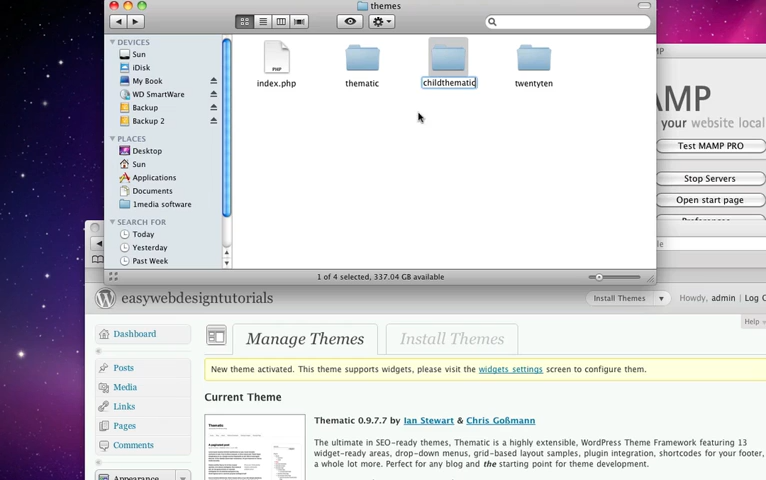 themes
DEVICES
Sun
iDisk
My Book
WD SmartWare
Backup
Backup 2
PLACES
Desktop
Sun
Applications
Documents
1media software
SEARCH FOR
Today
Yesterday
Past Week
PHP
index.php
thematic
childthematic
twentyten
1 of 4 selected, 337.04 GB available
MP
AMP
your website local
Test MAMP PRO
Stop Servers
Open start page
Preferences
le
easywebdesigntutorials
Install Themes
Howdy, admin | Log O
Help
Dashboard
Posts
Media
Links
Pages
Comments
Appearance
Manage Themes
Install Themes
New theme activated. This theme supports widgets, please visit the widgets settings screen to configure them.
Current Theme
Thematic
Thematic 0.9.7.7 by Ian Stewart & Chris Goßmann
The ultimate in SEO-ready themes, Thematic is a highly extensible, WordPress Theme Framework featuring 13
widget-ready areas, drop-down menus, grid-based layout samples, plugin integration, shortcodes for your footer,
a whole lot more. Perfect for any blog and the starting point for theme development.